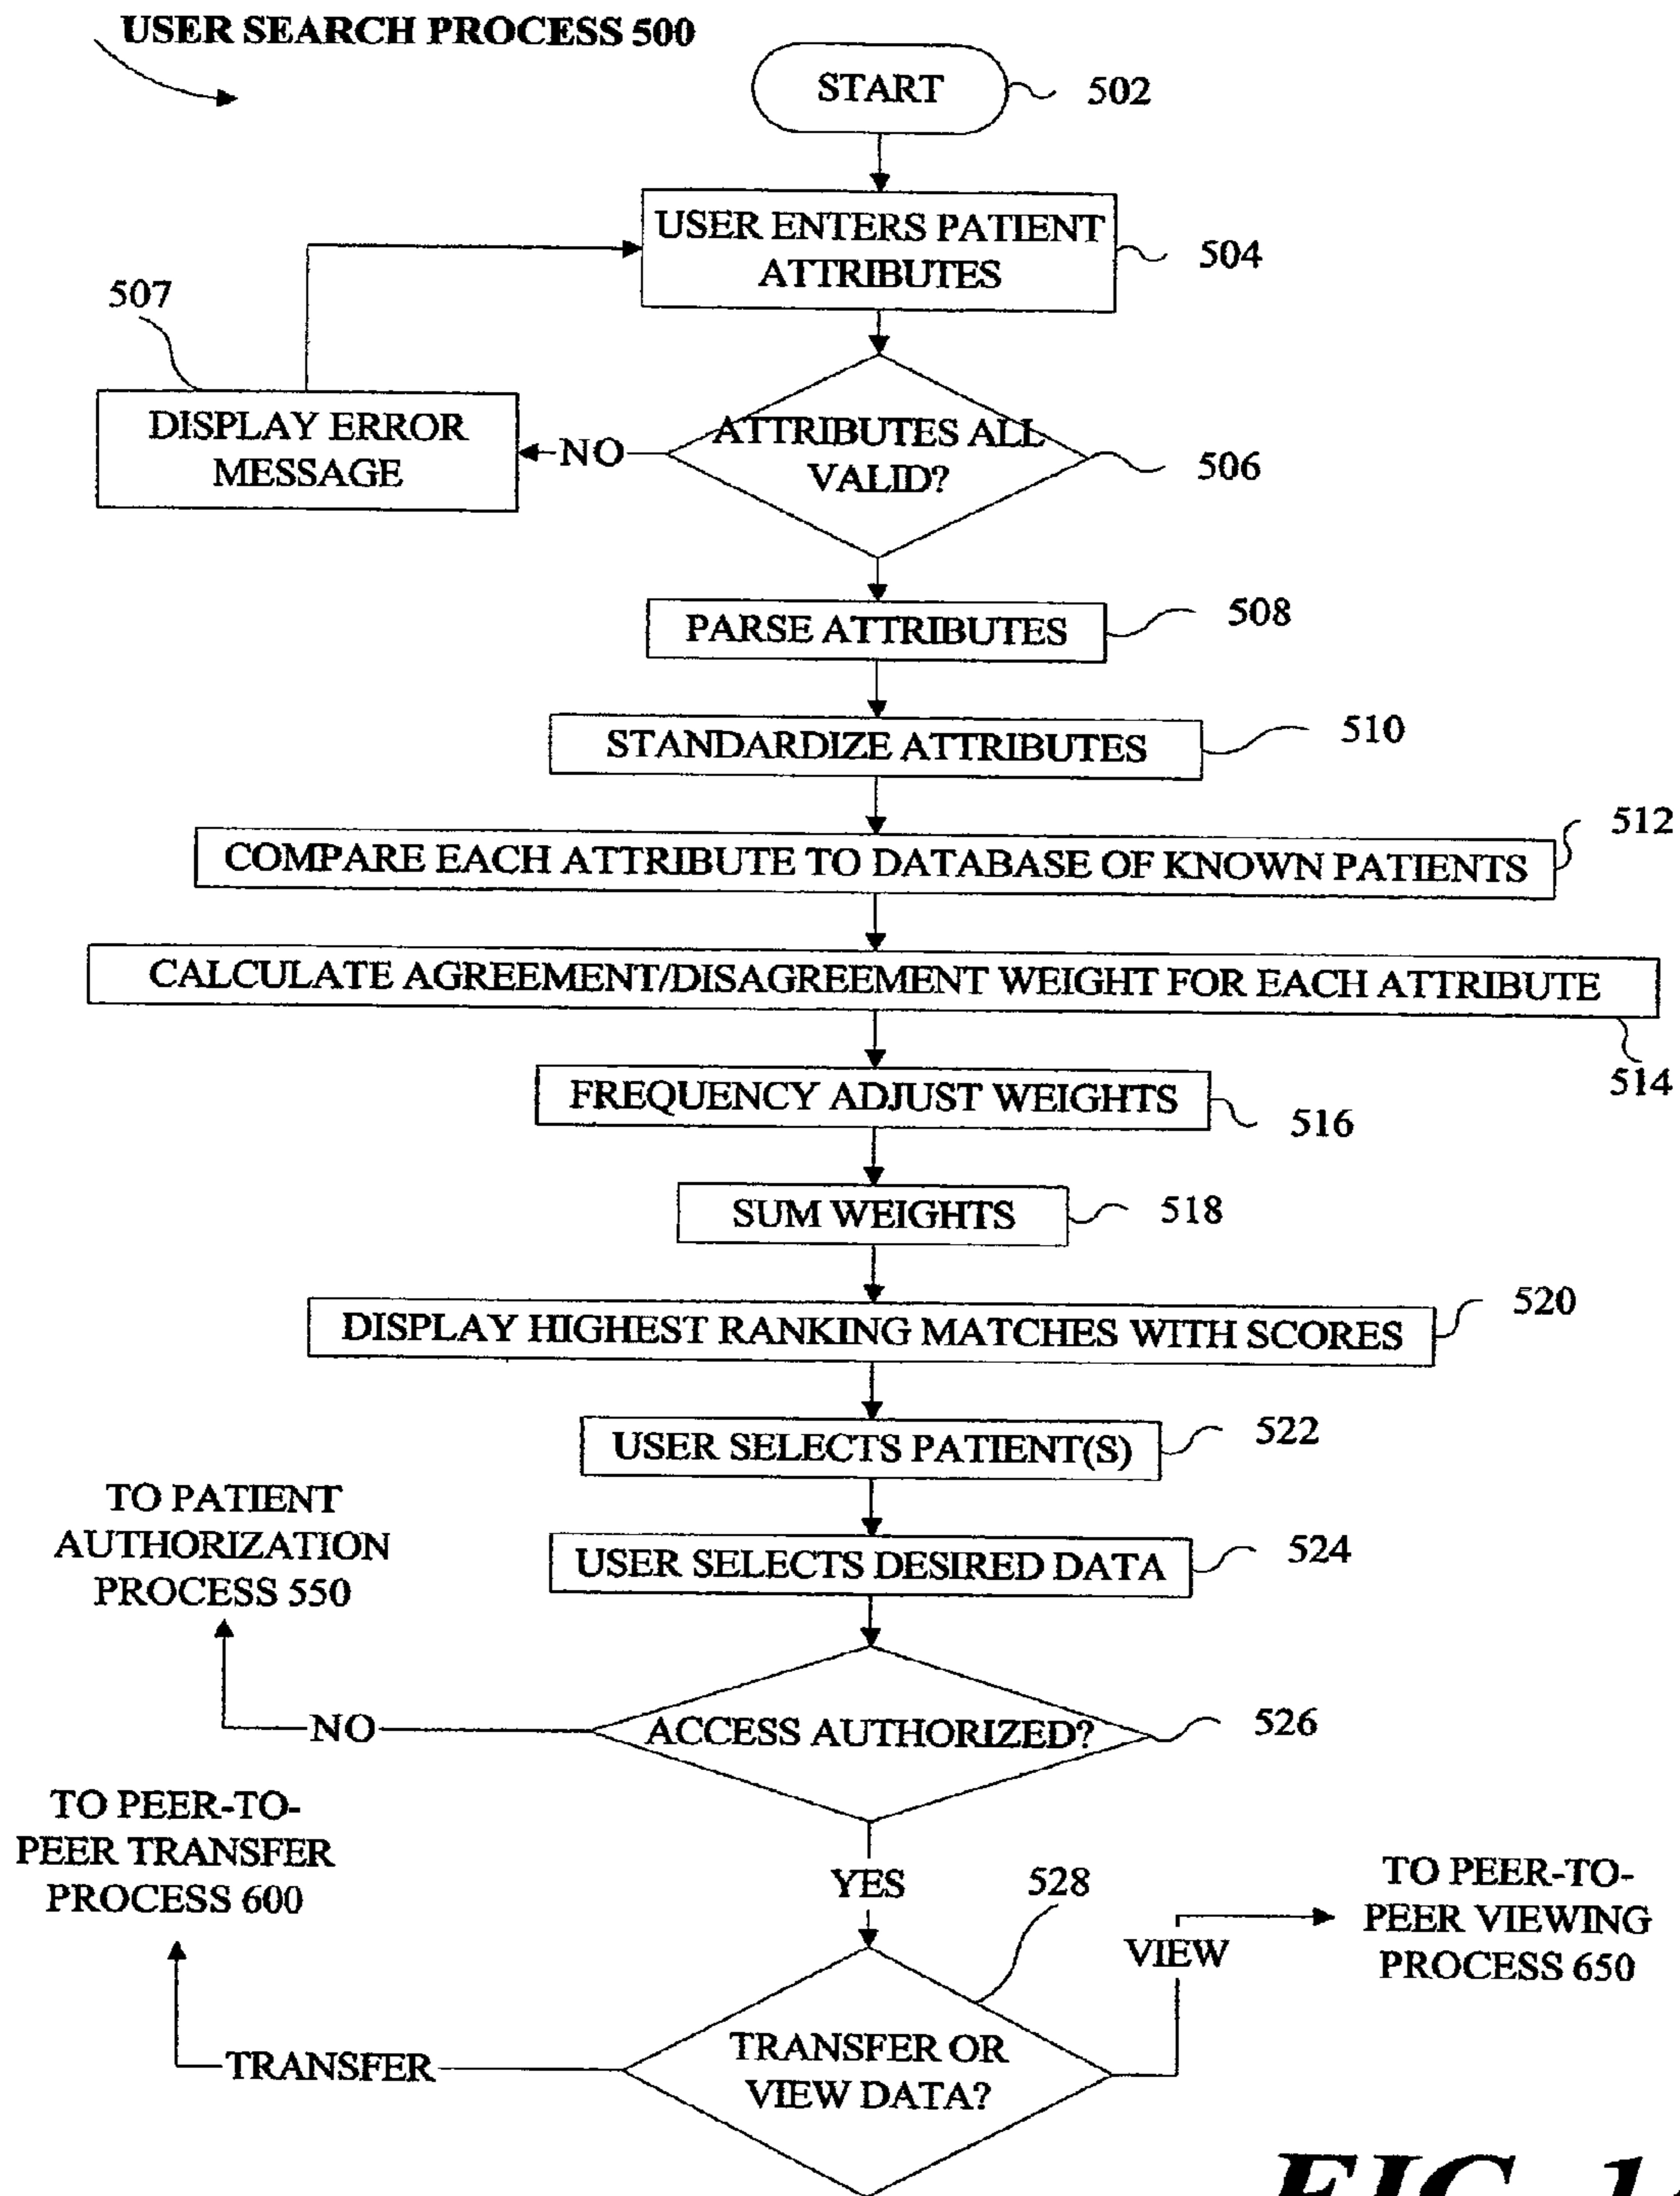 USER SEARCH PROCESS 500
START
502
USER ENTERS PATIENT
ATTRIBUTES
504
507
DISPLAY ERROR
MESSAGE
NO
ATTRIBUTES ALL
VALID?
506
PARSE ATTRIBUTES
508
STANDARDIZE ATTRIBUTES
510
COMPARE EACH ATTRIBUTE TO DATABASE OF KNOWN PATIENTS
512
CALCULATE AGREEMENT/DISAGREEMENT WEIGHT FOR EACH ATTRIBUTE
514
FREQUENCY ADJUST WEIGHTS
516
SUM WEIGHTS
518
DISPLAY HIGHEST RANKING MATCHES WITH SCORES
520
USER SELECTS PATIENT(S)
522
USER SELECTS DESIRED DATA
524
TO PATIENT
AUTHORIZATION
PROCESS 550
NO
ACCESS AUTHORIZED?
526
TO PEER-TO-
PEER TRANSFER
PROCESS 600
YES
528
VIEW
TO PEER-TO-
PEER VIEWING
PROCESS 650
TRANSFER
TRANSFER OR
VIEW DATA?
FIG.